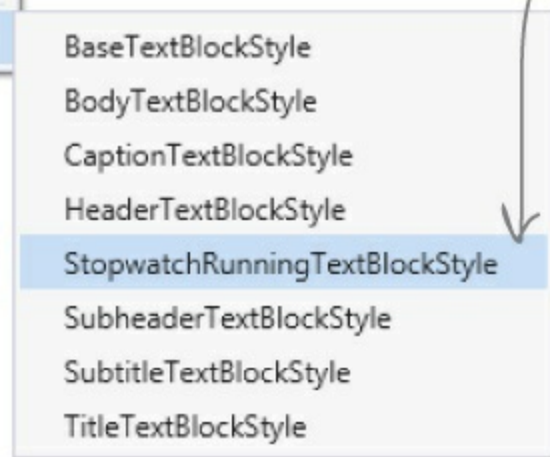 BaseTextBlockStyle
BodyTextBlockStyle
CaptionTextBlockStyle
HeaderTextBlockStyle
StopwatchRunningTextBlockStyle
SubheaderTextBlockStyle
SubtitleTextBlockStyle
TitleTextBlockStyle